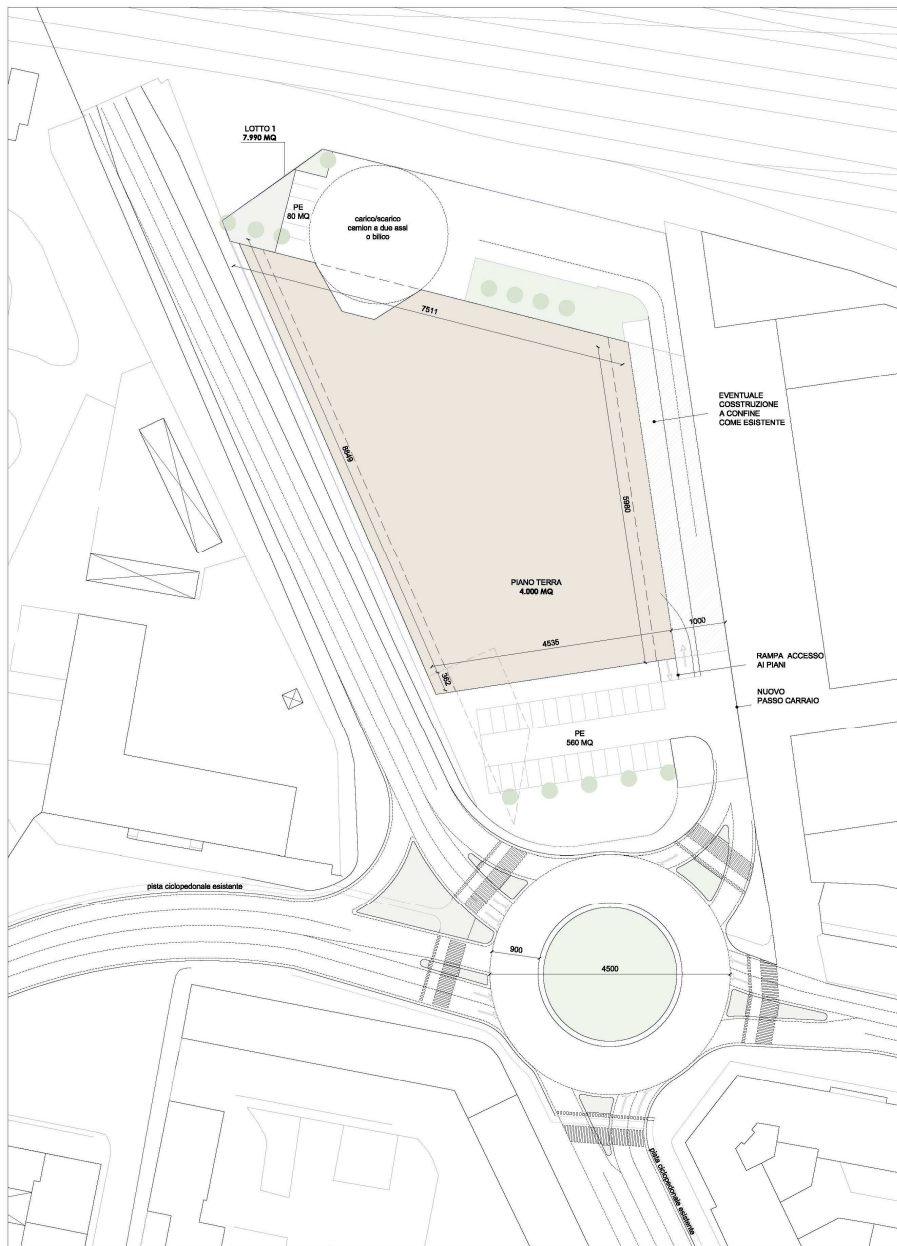 LOTTO 1
7.990 MQ
PE
80 MQ
carico/scarico
camion a due assi
o bilico
7511
EVENTUALE
COSSTRUZIONE
A CONFINE
COME ESISTENTE
8849
5980
PIANO TERRA
4.000 MQ
4535
1000
362
RAMPA ACCESSO
AI PIANI
NUOVO
PASSO CARRAIO
PE
560 MQ
pista ciclopedonale esistente
900
4500
pista ciclopedonale esistente